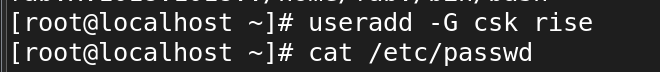 [root@localhost ~]# useradd -G csk rise
[root@localhost ~]# cat /etc/passwd